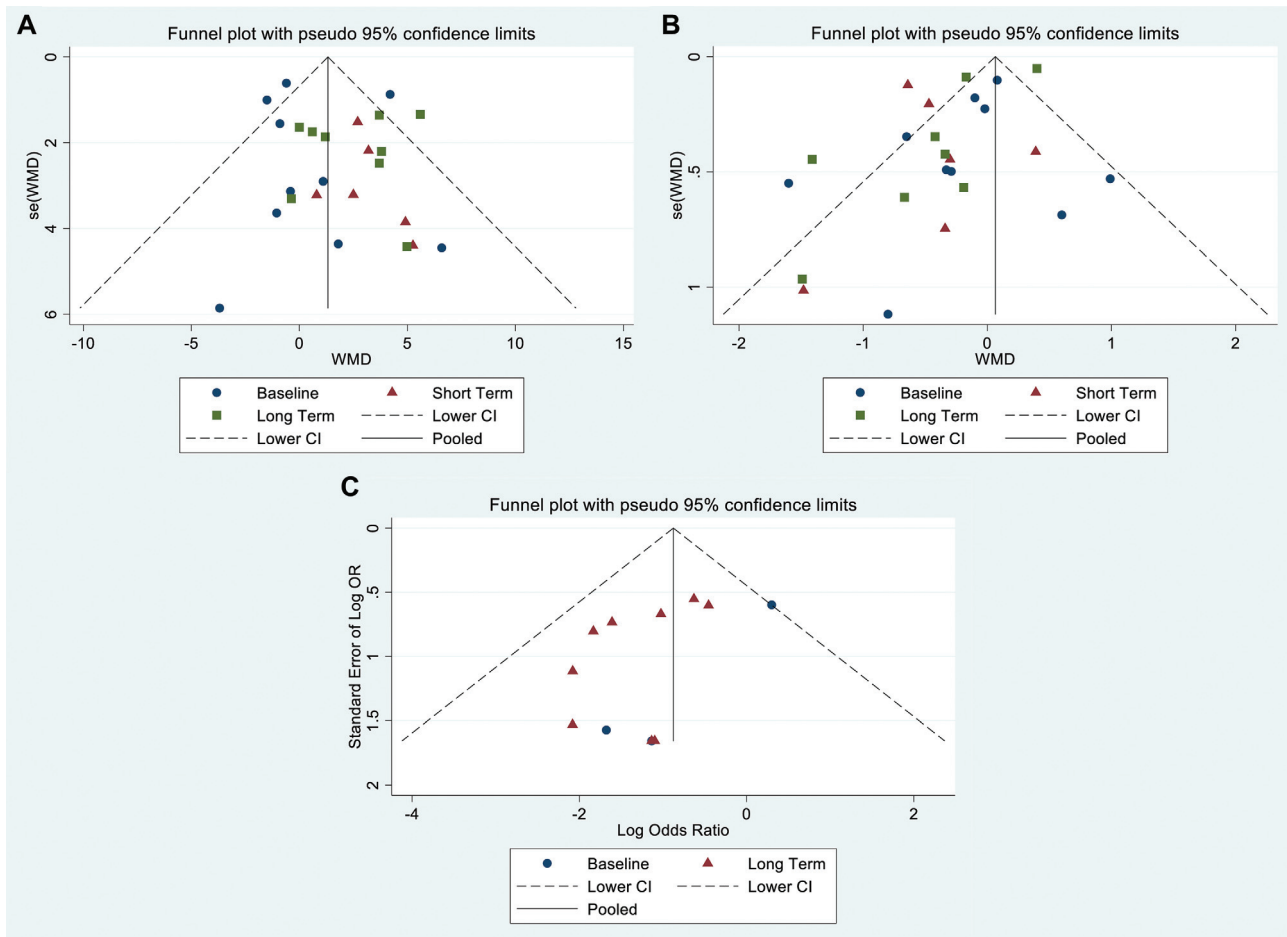 A
Funnel plot with pseudo 95% confidence limits
0
2
4
6
se(WMD)
-10 -5 0 5 10 15
WMD
Baseline Short Term
Long Term Lower CI
Lower CI Pooled
B
Funnel plot with pseudo 95% confidence limits
0
.5
1
se(WMD)
-2 -1 0 1 2
WMD
Baseline Short Term
Long Term Lower CI
Lower CI Pooled
C
Funnel plot with pseudo 95% confidence limits
0
.5
1
1.5
2
Standard Error of Log OR
-4 -2 0 2
Log Odds Ratio
Baseline Long Term
Lower CI Lower CI
Pooled